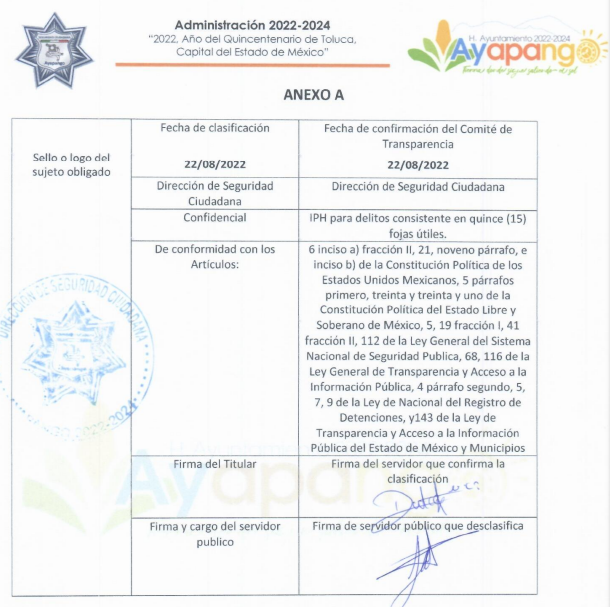 Administración 2022-2024
"2022, Año del Quincentenario de Toluca,
Capital del Estado de México"
Ayapango
H. Ayuntamiento 2022-2024
Ayapango
ANEXO A
Sello o logo del
sujeto obligado
Fecha de clasificación
22/08/2022
Fecha de confirmación del Comité de
Transparencia
22/08/2022
Dirección de Seguridad
Ciudadana
Dirección de Seguridad Ciudadana
Confidencial
IPH para delitos consistente en quince (15)
fojas útiles.
De conformidad con los
Artículos:
6 inciso a) fracción II, 21, noveno párrafo, e
inciso b) de la Constitución Política de los
Estados Unidos Mexicanos, 5 párrafos
primero, treinta y treinta y uno de la
Constitución Política del Estado Libre y
Soberano de México, 5, 19 fracción I, 41
fracción II, 112 de la Ley General del Sistema
Nacional de Seguridad Publica, 68, 116 de la
Ley General de Transparencia y Acceso a la
Información Pública, 4 párrafo segundo, 5,
7, 9 de la Ley de Nacional del Registro de
Detenciones, y143 de la Ley de
Transparencia y Acceso a la Información
Pública del Estado de México y Municipios
DIRECCIÓN DE SEGURIDAD CIUDADANA
2022-2024
Firma del Titular
Firma del servidor que confirma la
clasificación
Firma y cargo del servidor
publico
Firma de servidor público que desclasifica